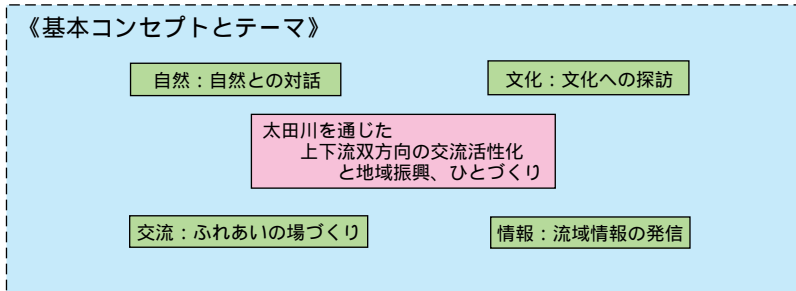 《基本コンセプトとテーマ》
自然：自然との対話
文化：文化への探訪
太田川を通じた
上下流双方向の交流活性化
と地域振興、ひとづくり
交流：ふれあいの場づくり
情報：流域情報の発信